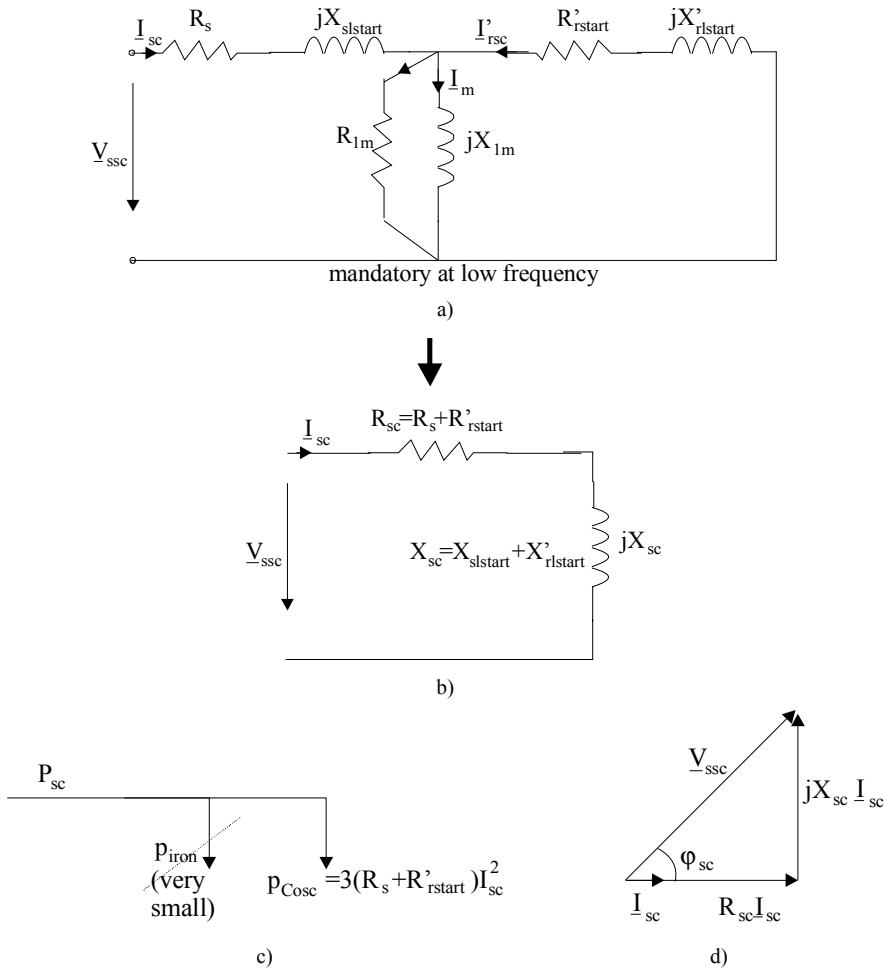 I_sc R_s jX_slstart I'_rsc R'_rstart jX'_rlstart
I_m
R_1m jX_1m
V_ssc
mandatory at low frequency
a)
I_sc R_sc=R_s+R'_rstart
V_ssc X_sc=X_slstart+X'_rlstart jX_sc
b)
P_sc
p_iron
(very
small)
p_Cosc=3(R_s+R'_rstart)I_sc^2
c)
V_ssc
jX_sc I_sc
φ_sc
I_sc R_sc I_sc
d)